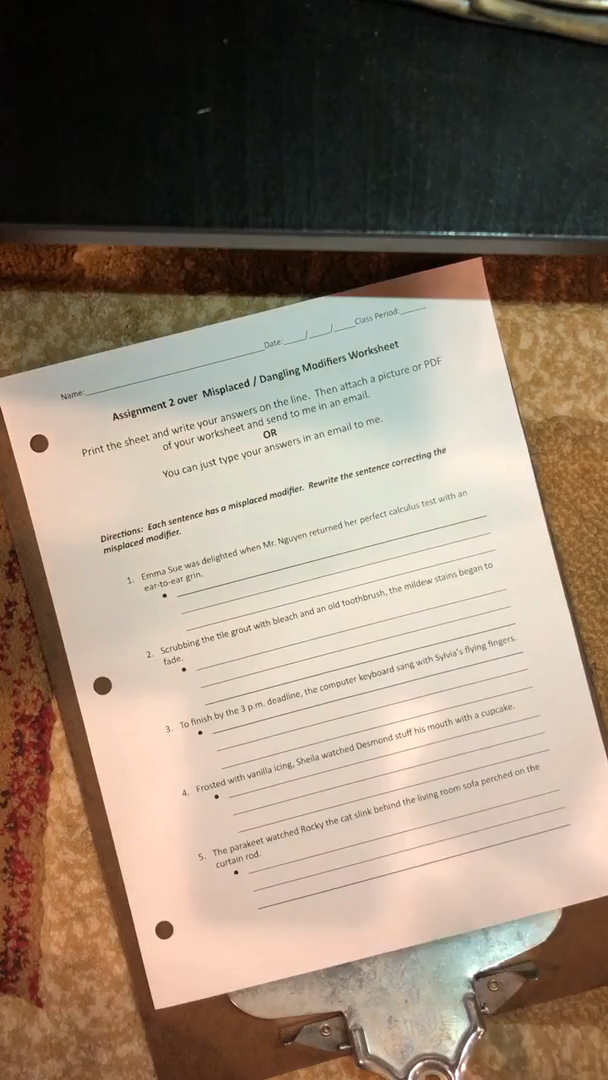 Name:____________________Date:____/____/____Class Period:_____
Assignment 2 over Misplaced / Dangling Modifiers Worksheet
Print the sheet and write your answers on the line. Then attach a picture or PDF
of your worksheet and send to me in an email.
OR
You can just type your answers in an email to me.
Directions: Each sentence has a misplaced modifier. Rewrite the sentence correcting the
misplaced modifier.
1. Emma Sue was delighted when Mr. Nguyen returned her perfect calculus test with an
ear-to-ear grin.
2. Scrubbing the tile grout with bleach and an old toothbrush, the mildew stains began to
fade.
3. To finish by the 3 p.m. deadline, the computer keyboard sang with Sylvia's flying fingers.
4. Frosted with vanilla icing, Sheila watched Desmond stuff his mouth with a cupcake.
5. The parakeet watched Rocky the cat slink behind the living room sofa perched on the
curtain rod.